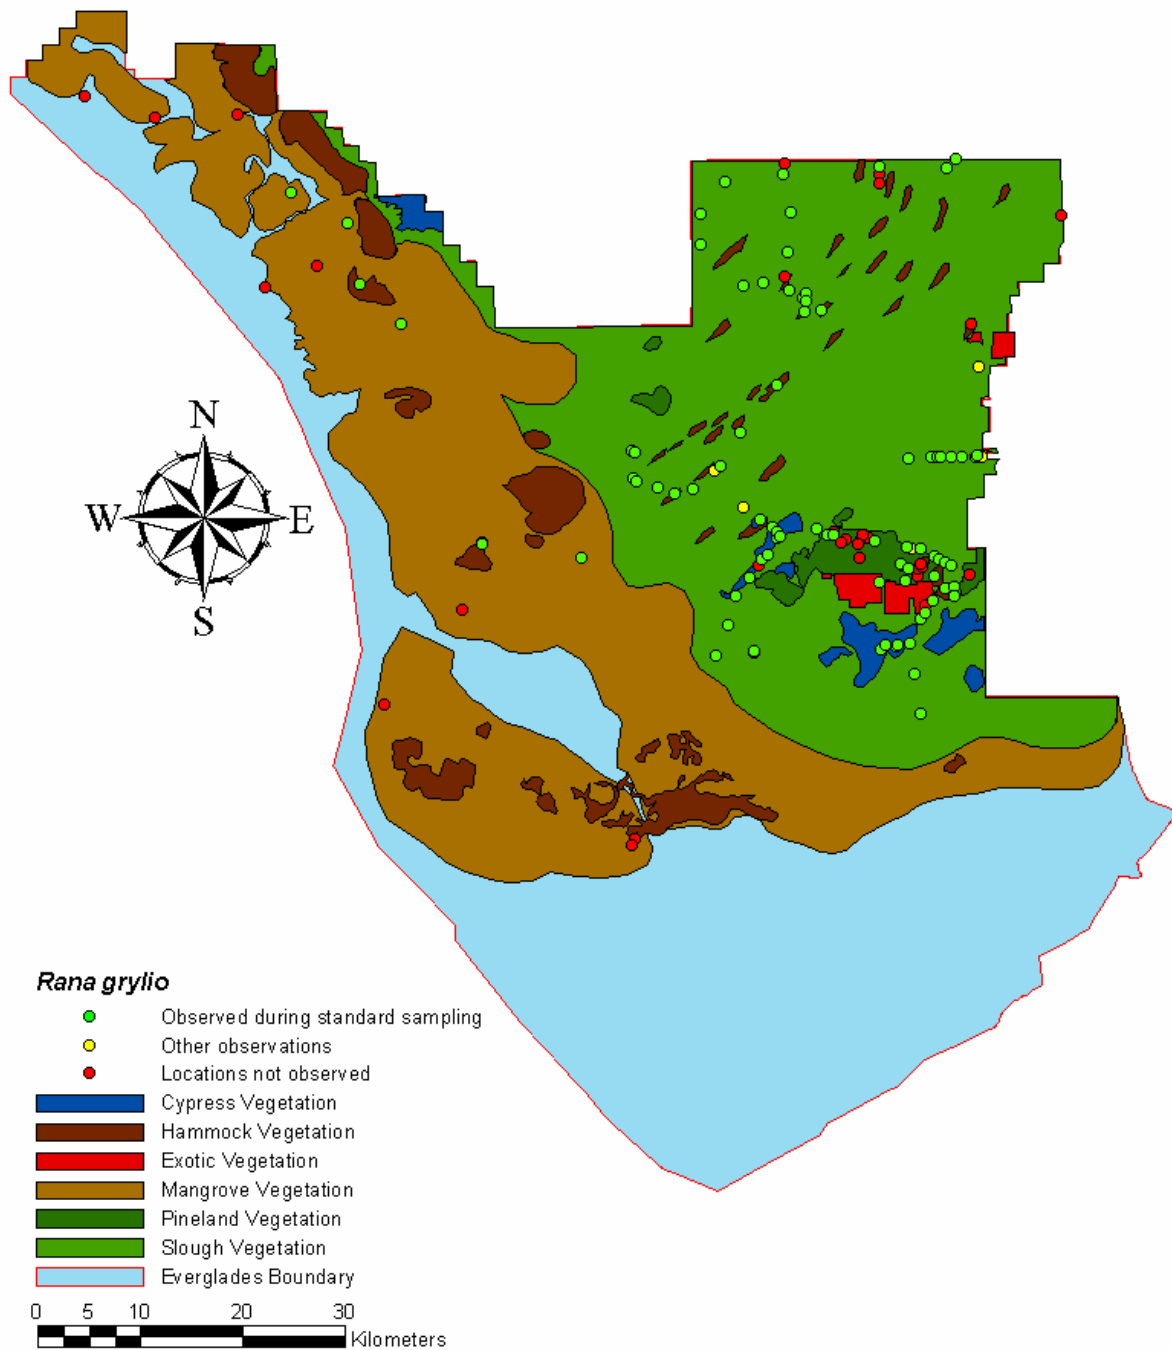 N
W E
S
Rana grylio
Observed during standard sampling
Other observations
Locations not observed
Cypress Vegetation
Hammock Vegetation
Exotic Vegetation
Mangrove Vegetation
Pineland Vegetation
Slough Vegetation
Everglades Boundary
0 5 10 20 30
Kilometers